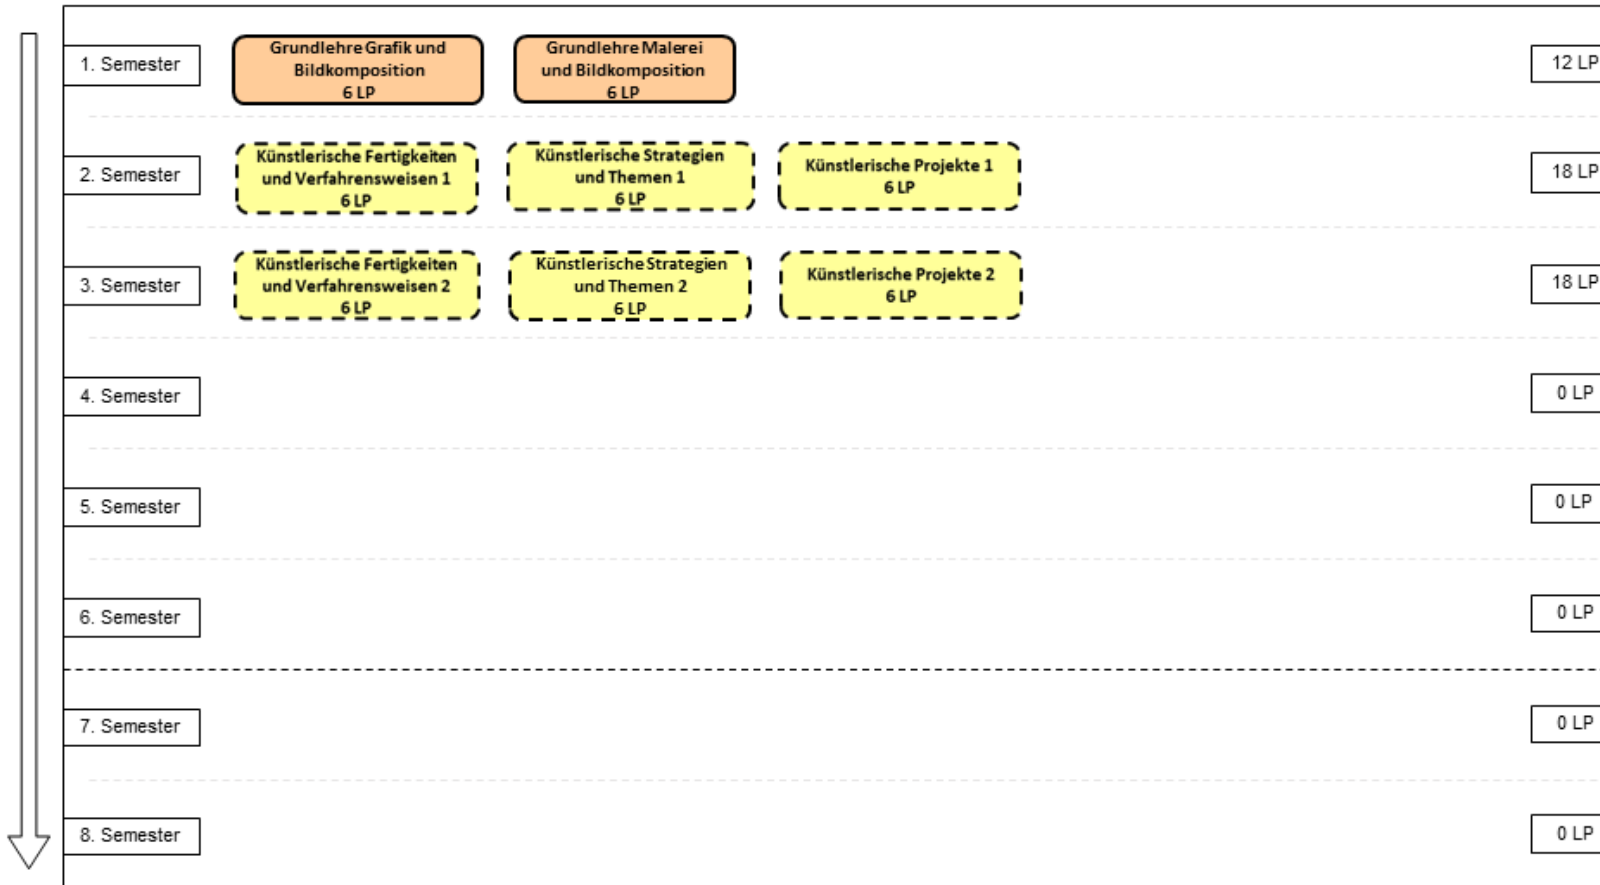 1. Semester
Grundlehre Grafik und
Bildkomposition
6 LP
Grundlehre Malerei
und Bildkomposition
6 LP
12 LP
2. Semester
Künstlerische Fertigkeiten
und Verfahrensweisen 1
6 LP
Künstlerische Strategien
und Themen 1
6 LP
Künstlerische Projekte 1
6 LP
18 LP
3. Semester
Künstlerische Fertigkeiten
und Verfahrensweisen 2
6 LP
Künstlerische Strategien
und Themen 2
6 LP
Künstlerische Projekte 2
6 LP
18 LP
4. Semester
0 LP
5. Semester
0 LP
6. Semester
0 LP
7. Semester
0 LP
8. Semester
0 LP